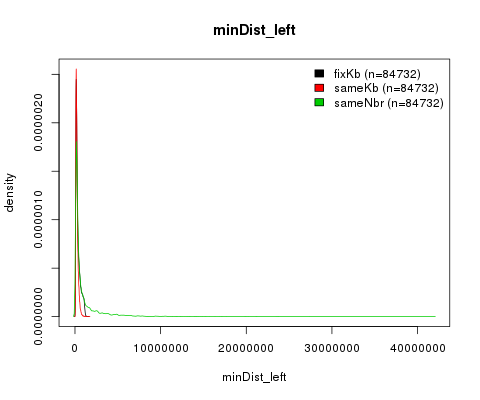 minDist_left
fixKb (n=84732)
sameKb (n=84732)
sameNbr (n=84732)
density
0.0000020
0.0000010
0.0000000
0
10000000
20000000
30000000
40000000
minDist_left